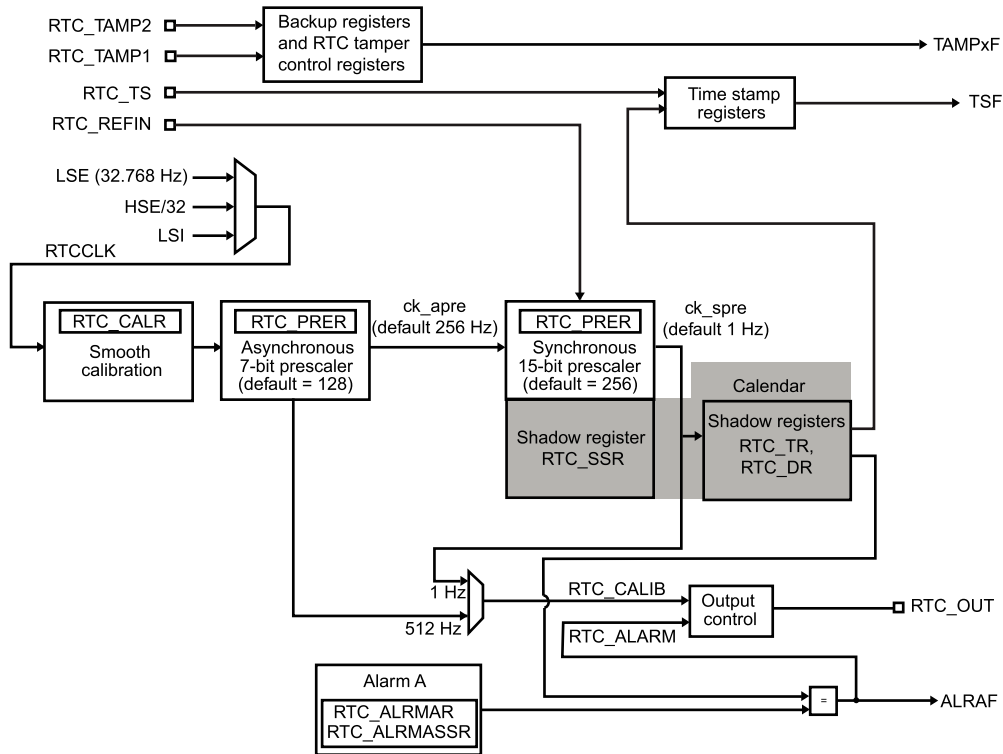 RTC_TAMP2
RTC_TAMP1
Backup registers
and RTC tamper
control registers
TAMPxF
RTC_TS
RTC_REFIN
Time stamp
registers
TSF
LSE (32.768 Hz)
HSE/32
LSI
RTCCLK
RTC_CALR
Smooth
calibration
RTC_PRER
Asynchronous
7-bit prescaler
(default = 128)
ck_apre
(default 256 Hz)
RTC_PRER
Synchronous
15-bit prescaler
(default = 256)
ck_spre
(default 1 Hz)
Calendar
Shadow register
RTC_SSR
Shadow registers
RTC_TR,
RTC_DR
1 Hz
512 Hz
RTC_CALIB
RTC_ALARM
Output
control
RTC_OUT
Alarm A
RTC_ALRMAR
RTC_ALRMASSR
=
ALRAF